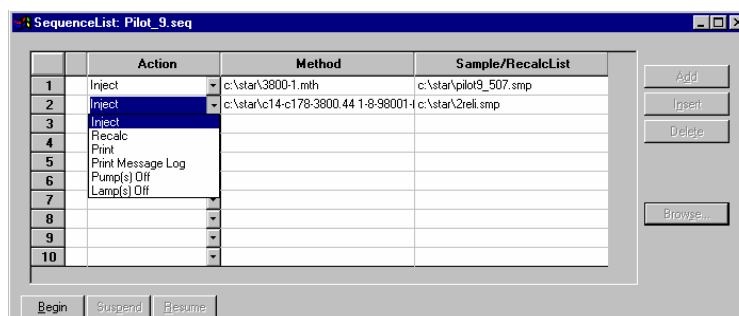 SequenceList: Pilot_9.seq
Action Method Sample/RecalcList
1 Inject c:\star\3800-1.mth c:\star\pilot9_507.smp
2 Inject c:\star\c14-c178-3800.44 1-8-98001- c:\star\2reli.smp
3 Inject
Recalc
4 Print
5 Print Message Log
6 Pump(s) Off
Lamp(s) Off
7
8
9
10
Add
Insert
Delete
Browse...
Begin Suspend Resume